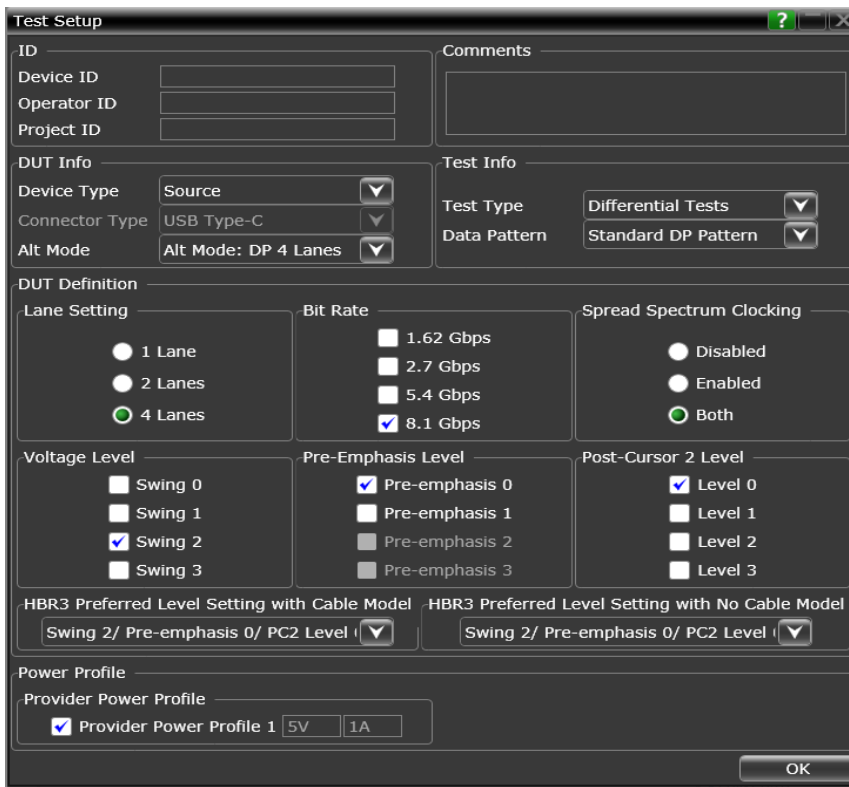 Test Setup
?
ID
Device ID
Operator ID
Project ID
Comments
DUT Info
Device Type Source
Connector Type USB Type-C
Alt Mode Alt Mode: DP 4 Lanes
Test Info
Test Type Differential Tests
Data Pattern Standard DP Pattern
DUT Definition
Lane Setting
1 Lane
2 Lanes
4 Lanes
Bit Rate
1.62 Gbps
2.7 Gbps
5.4 Gbps
8.1 Gbps
Spread Spectrum Clocking
Disabled
Enabled
Both
Voltage Level
Swing 0
Swing 1
Swing 2
Swing 3
Pre-Emphasis Level
Pre-emphasis 0
Pre-emphasis 1
Pre-emphasis 2
Pre-emphasis 3
Post-Cursor 2 Level
Level 0
Level 1
Level 2
Level 3
HBR3 Preferred Level Setting with Cable Model
Swing 2/ Pre-emphasis 0/ PC2 Level
HBR3 Preferred Level Setting with No Cable Model
Swing 2/ Pre-emphasis 0/ PC2 Level
Power Profile
Provider Power Profile
Provider Power Profile 1 5V 1A
OK